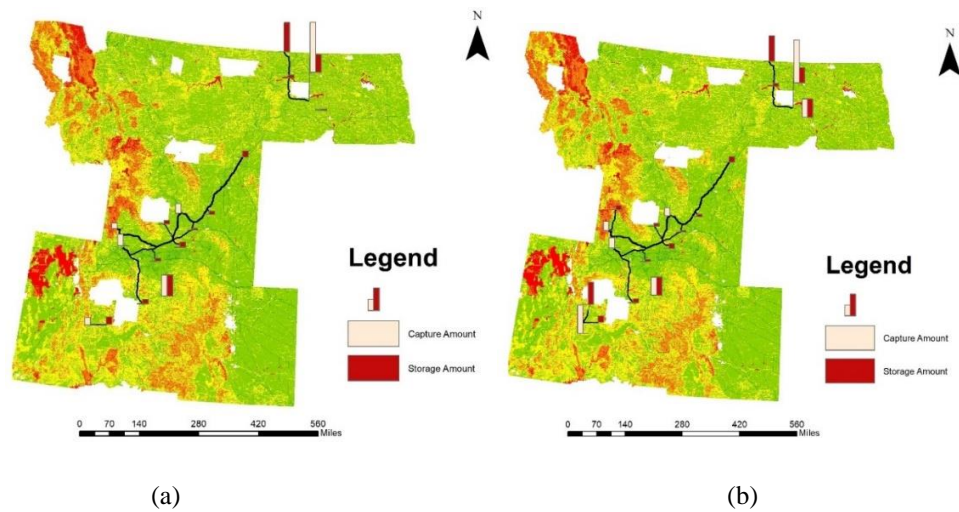 N
Legend
Capture Amount
Storage Amount
0 70 140 280 420 560
Miles
N
Legend
Capture Amount
Storage Amount
0 70 140 280 420 560
Miles
(a) (b)